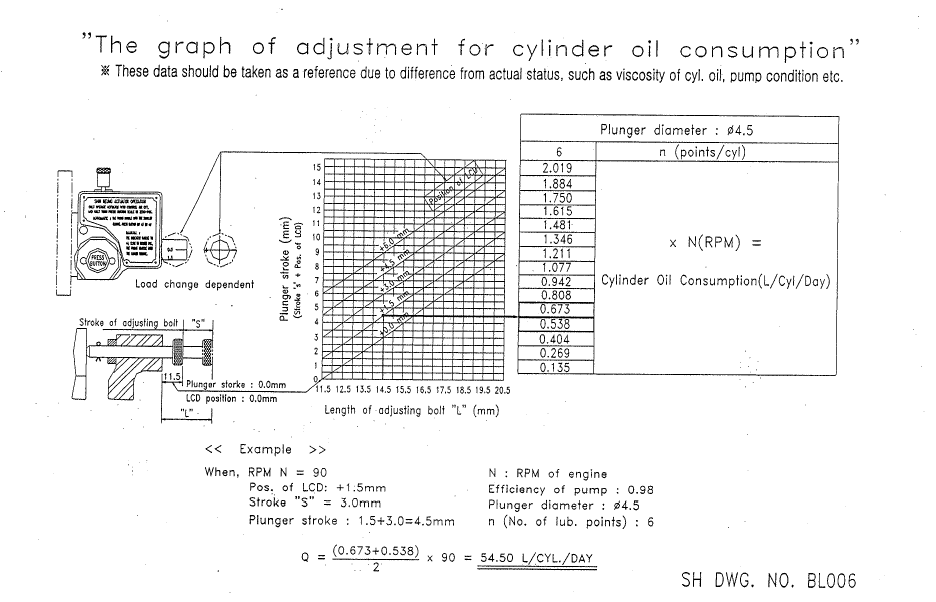 "The graph of adjustment for cylinder oil consumption"
※ These data should be taken as a reference due to difference from actual status, such as viscosity of cyl. oil, pump condition etc.
PRESS
BUTTON
Load change dependent
Stroke of adjusting bolt "S"
11.5
Plunger storke : 0.0mm
LCD position : 0.0mm
"L"
Plunger stroke (mm)
(Stroke "s" + Pos. of LCD)
15
14
13
12
11
10
9
8
7
6
5
4
3
2
1
0
Position of LCD
+6.0 mm
+4.5 mm
+3.0 mm
+1.5 mm
+0.0 mm
11.5 12.5 13.5 14.5 15.5 16.5 17.5 18.5 19.5 20.5
Length of adjusting bolt "L" (mm)
Plunger diameter : ø4.5
6 n (points/cyl)
2.019
1.884
1.750
1.615
1.481
1.346
1.211
1.077
0.942
0.808
0.673
0.538
0.404
0.269
0.135
x N(RPM) =
Cylinder Oil Consumption(L/Cyl/Day)
<< Example >>
When, RPM N = 90
Pos. of LCD: +1.5mm
Stroke "S" = 3.0mm
Plunger stroke : 1.5+3.0=4.5mm
N : RPM of engine
Efficiency of pump : 0.98
Plunger diameter : ø4.5
n (No. of lub. points) : 6
Q = (0.673+0.538) / 2 x 90 = 54.50 L/CYL./DAY
SH DWG. NO. BL006